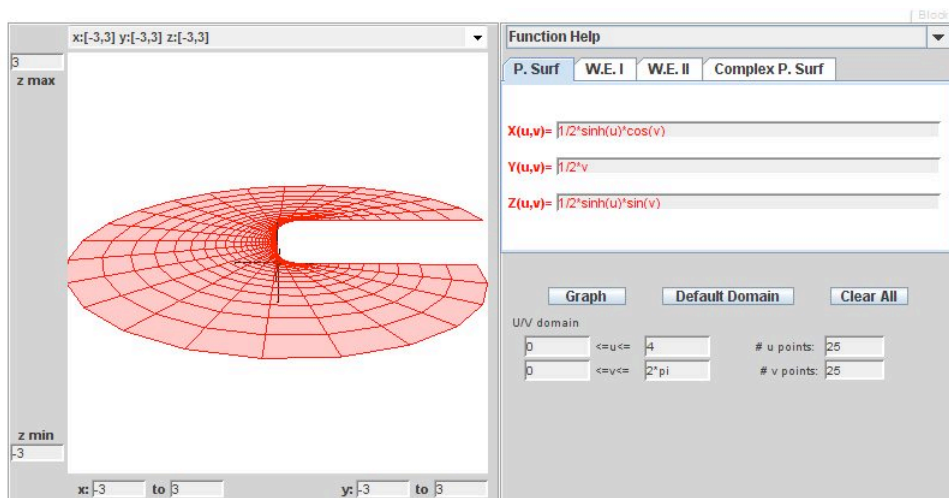 Block
x:[-3,3] y:[-3,3] z:[-3,3]
3
z max
z min
-3
x: -3 to 3 y: -3 to 3
Function Help
P. Surf W.E. I W.E. II Complex P. Surf
X(u,v)= 1/2*sinh(u)*cos(v)
Y(u,v)= 1/2*v
Z(u,v)= 1/2*sinh(u)*sin(v)
Graph Default Domain Clear All
U/V domain
0 <=u<= 4 # u points: 25
0 <=v<= 2*pi # v points: 25